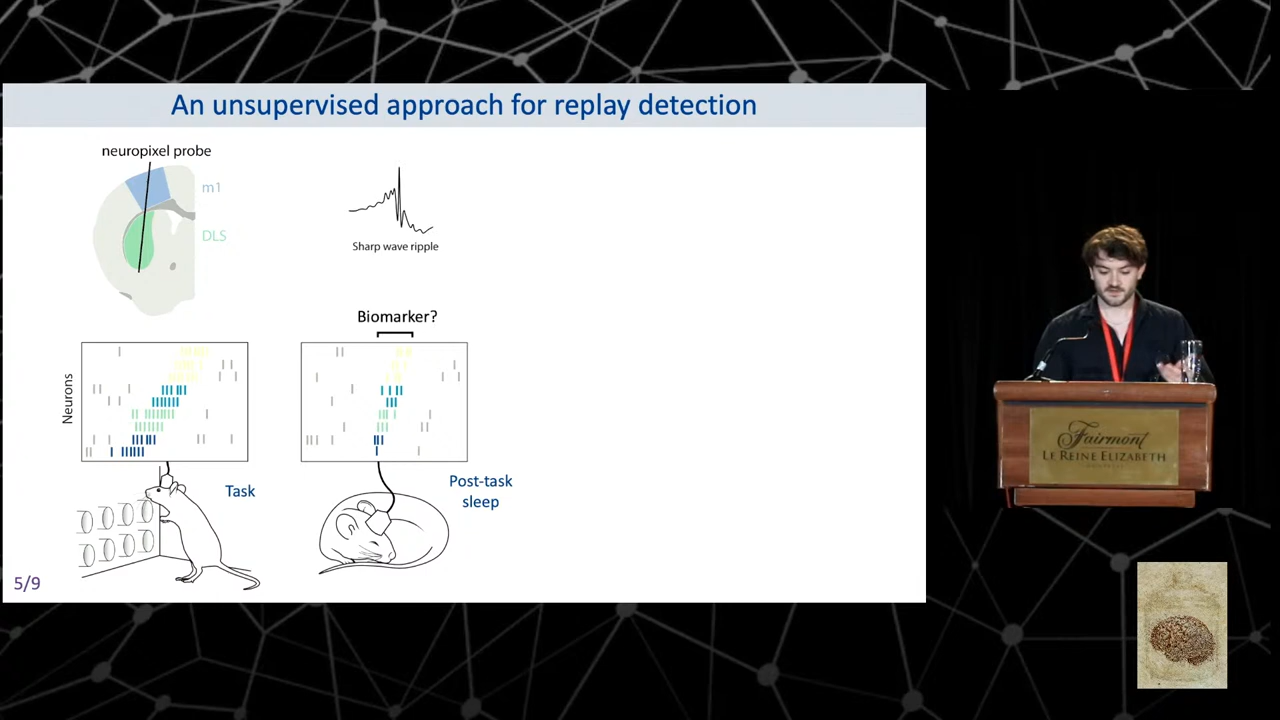 An unsupervised approach for replay detection
neuropixel probe
m1
DLS
Sharp wave ripple
Biomarker?
Neurons
Task
Post-task
sleep
5/9
Fairmont
LE REINE ELIZABETH